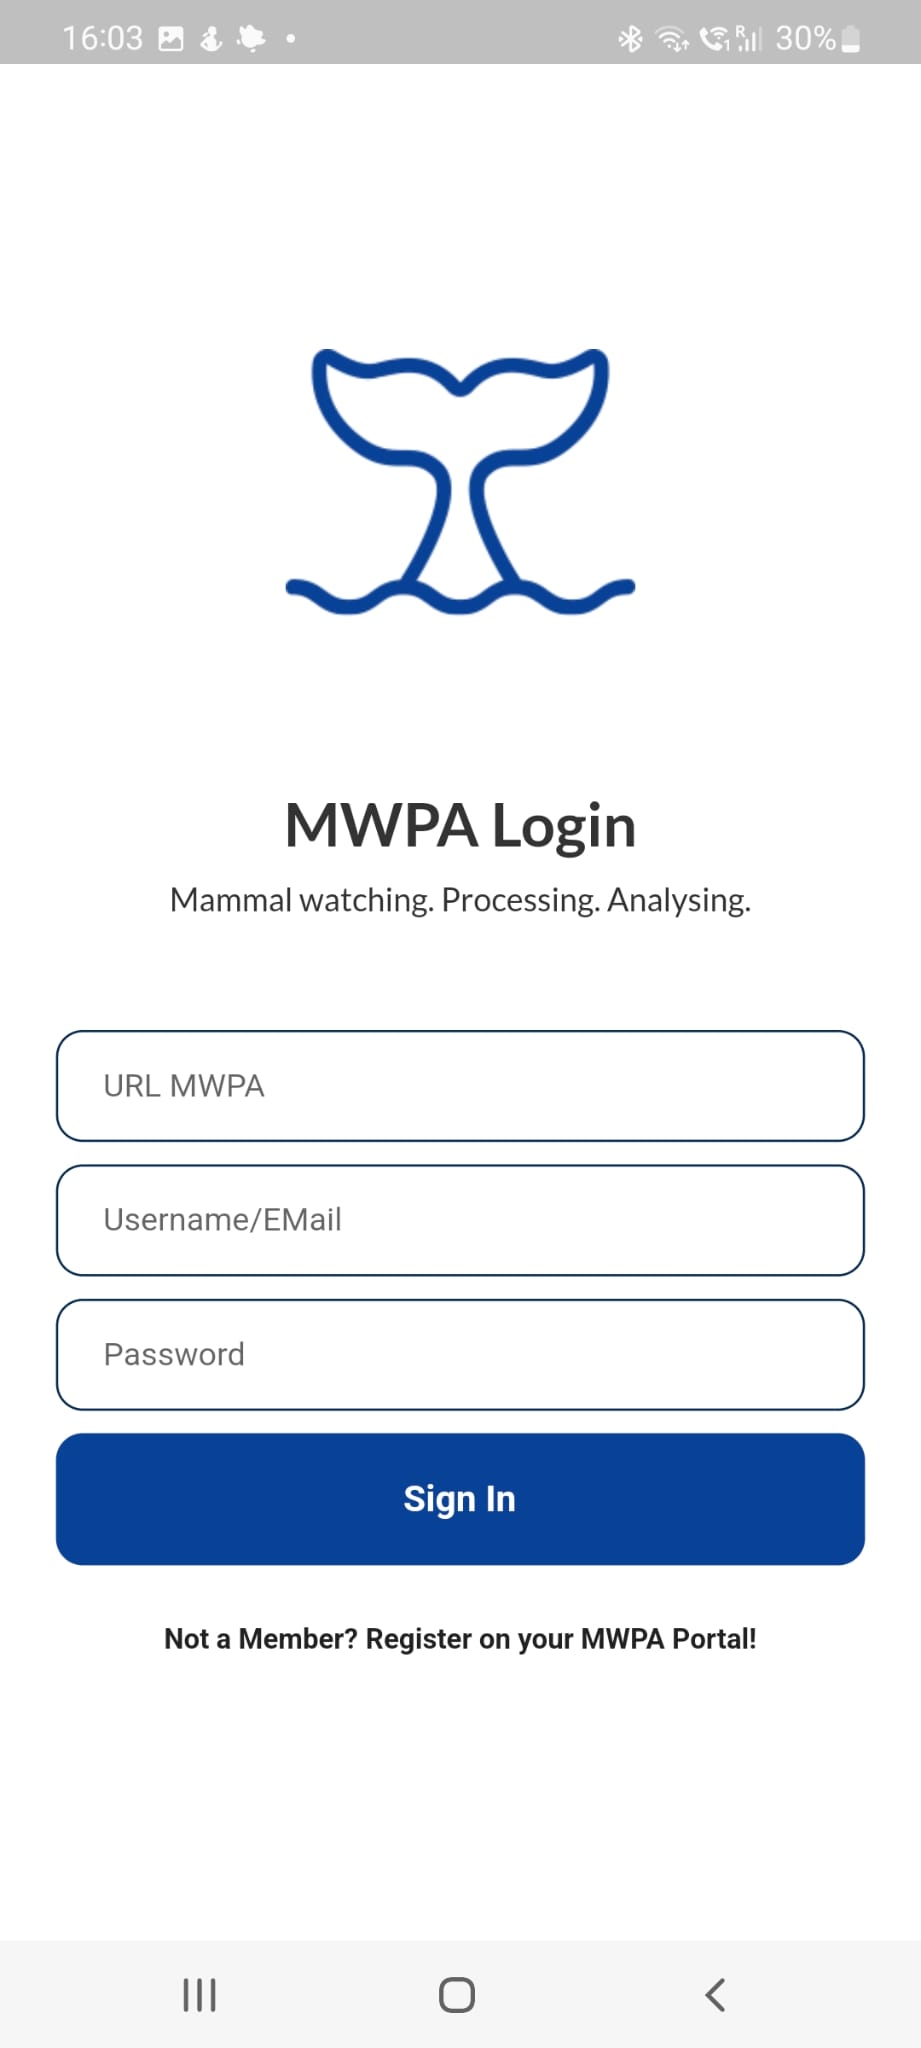 16:03 30%
MWPA Login
Mammal watching. Processing. Analysing.
URL MWPA
Username/EMail
Password
Sign In
Not a Member? Register on your MWPA Portal!